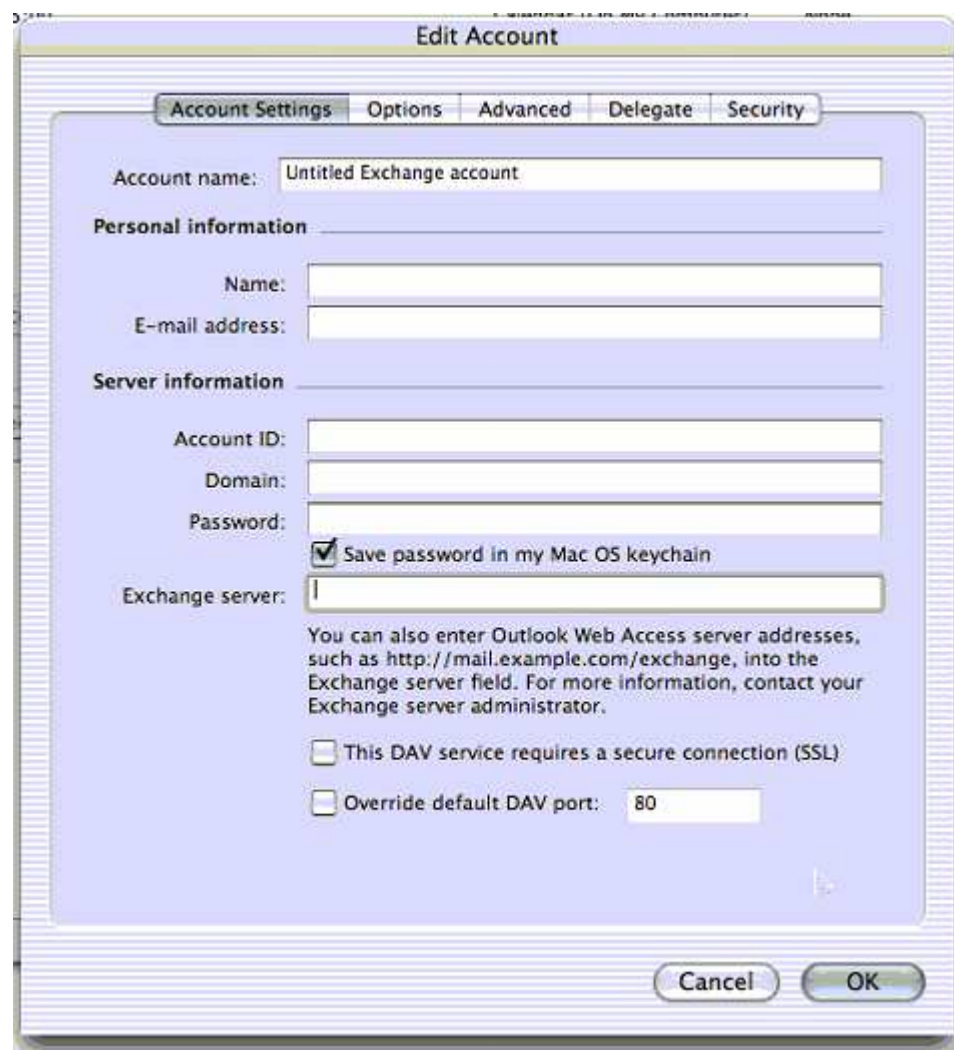 Edit Account
Account Settings Options Advanced Delegate Security
Account name: Untitled Exchange account
Personal information
Name:
E-mail address:
Server information
Account ID:
Domain:
Password:
Save password in my Mac OS keychain
Exchange server:
You can also enter Outlook Web Access server addresses,
such as http://mail.example.com/exchange, into the
Exchange server field. For more information, contact your
Exchange server administrator.
This DAV service requires a secure connection (SSL)
Override default DAV port: 80
Cancel OK